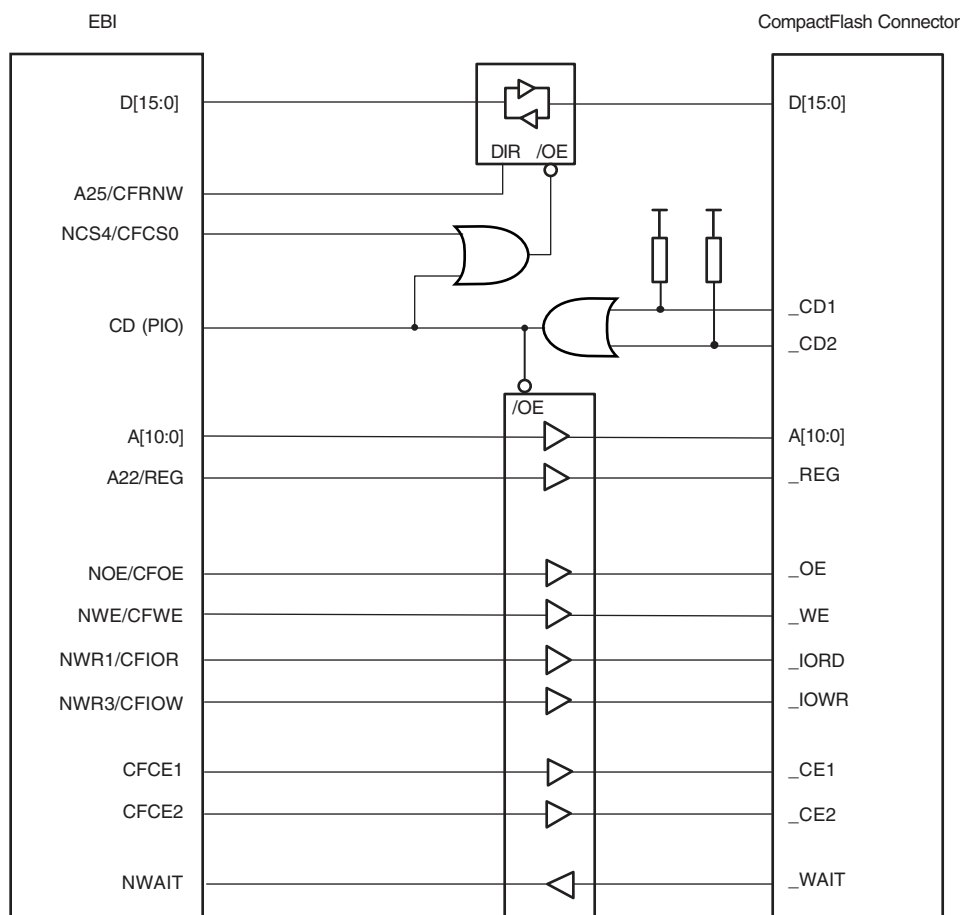 EBI
CompactFlash Connector
D[15:0]
D[15:0]
DIR /OE
A25/CFRNW
NCS4/CFCS0
_CD1
CD (PIO)
_CD2
/OE
A[10:0]
A[10:0]
A22/REG
_REG
NOE/CFOE
_OE
NWE/CFWE
_WE
NWR1/CFIOR
_IORD
NWR3/CFIOW
_IOWR
CFCE1
_CE1
CFCE2
_CE2
NWAIT
_WAIT